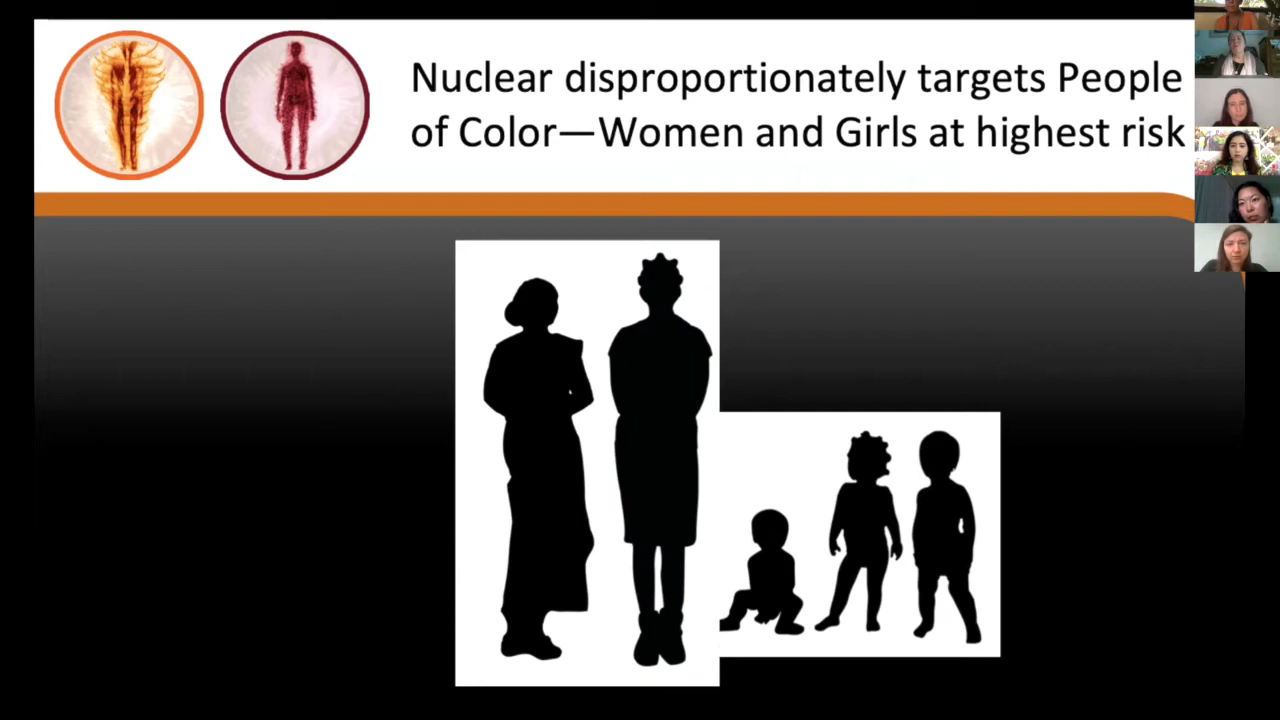 Nuclear disproportionately targets People
of Color—Women and Girls at highest risk